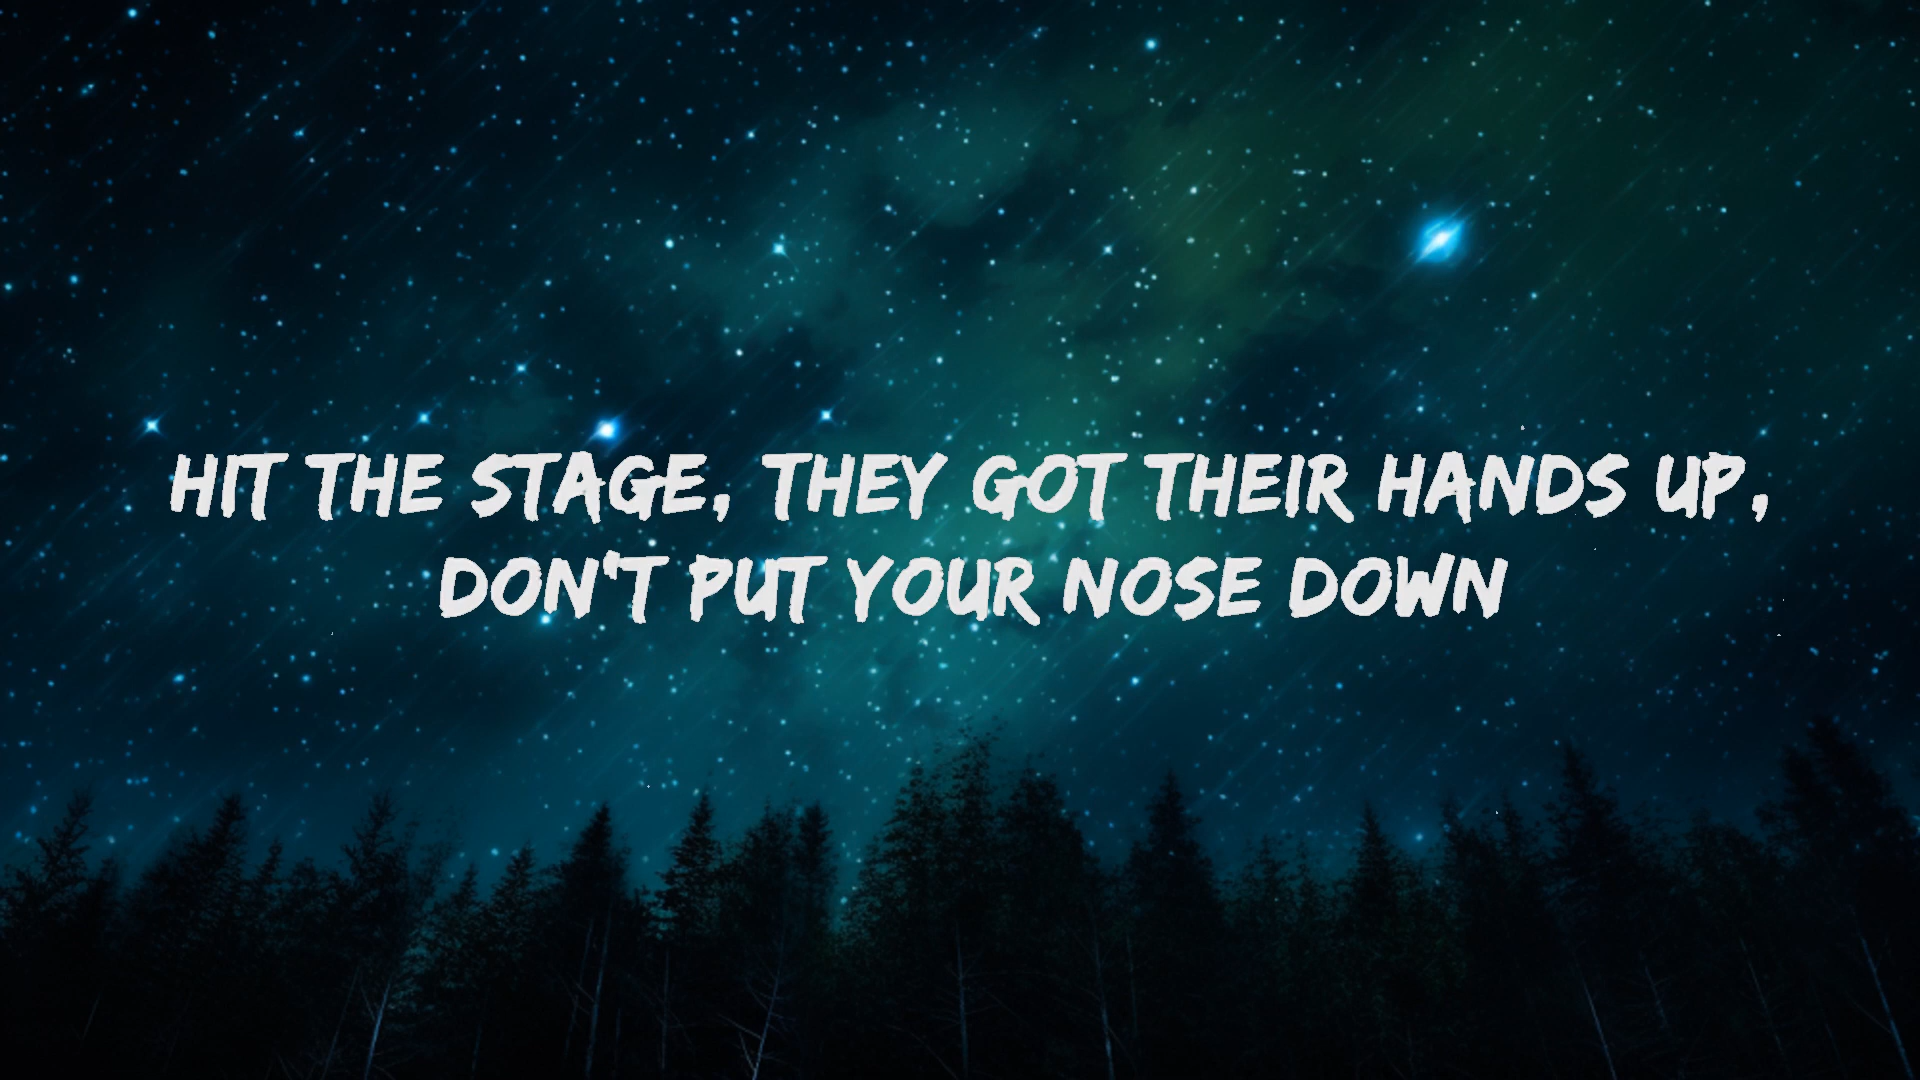 HIT THE STAGE, THEY GOT THEIR HANDS UP,
DON'T PUT YOUR NOSE DOWN